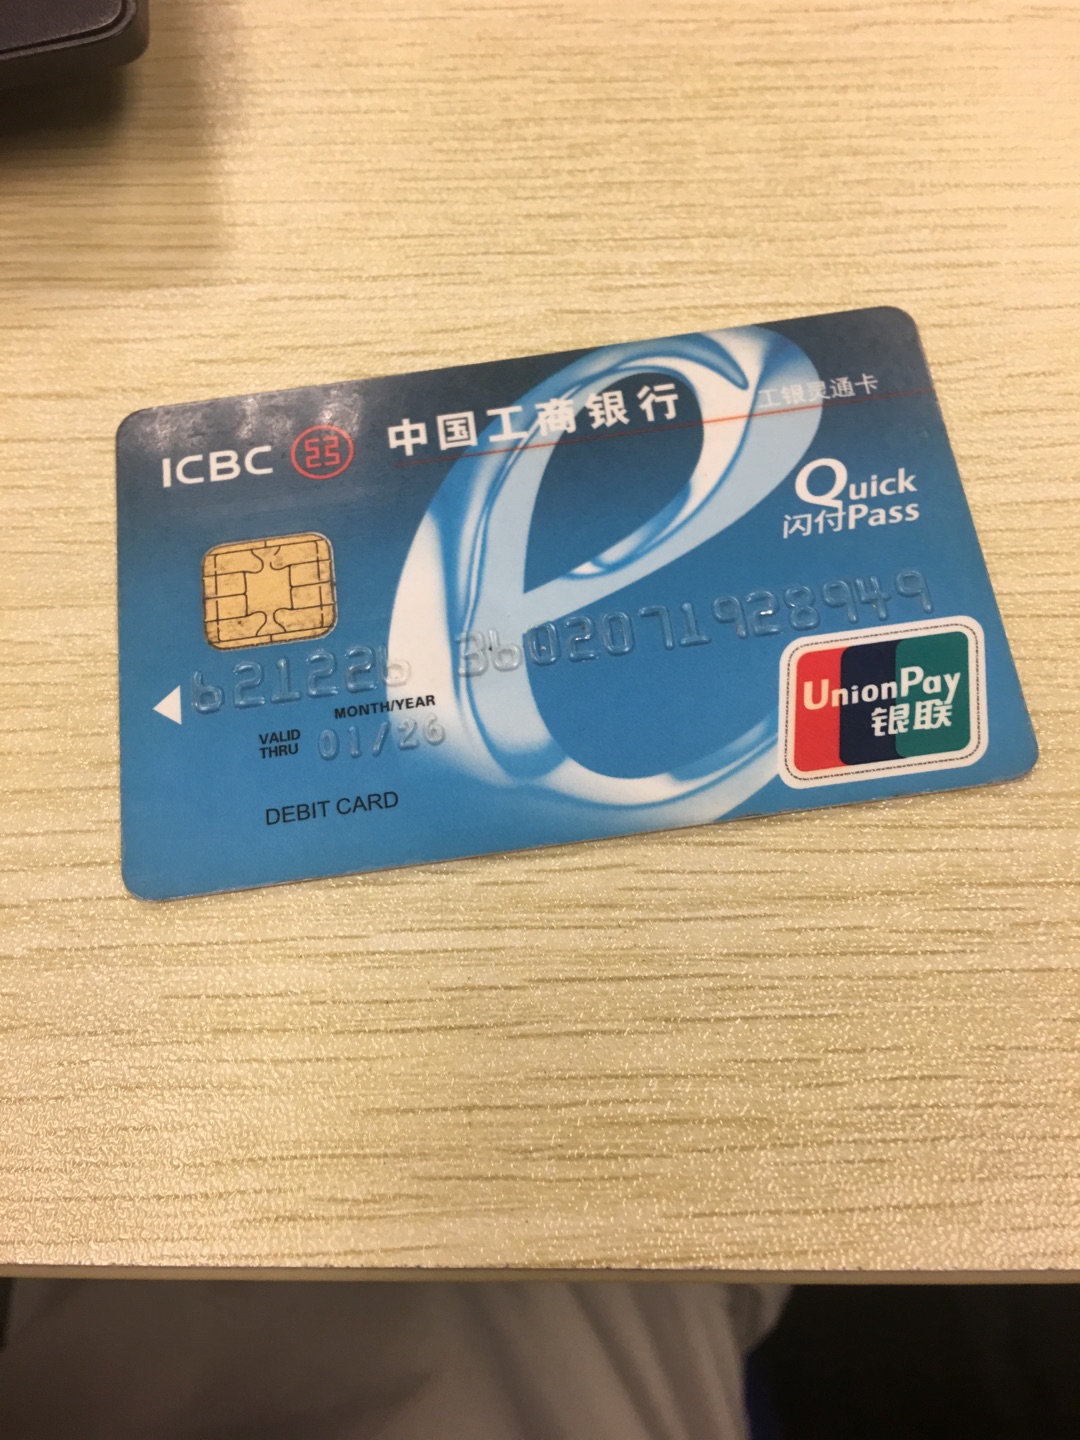 ICBC 中国工商银行 工银灵通卡
Quick
闪付Pass
621226 3602071928949
MONTH/YEAR
VALID THRU 01/26
DEBIT CARD
UnionPay
银联